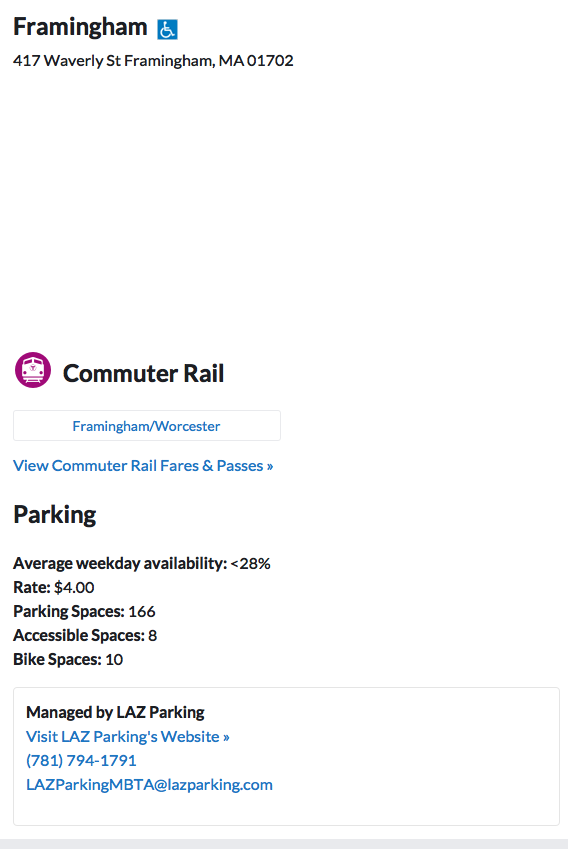 Framingham
417 Waverly St Framingham, MA 01702
Commuter Rail
Framingham/Worcester
View Commuter Rail Fares & Passes »
Parking
Average weekday availability: <28%
Rate: $4.00
Parking Spaces: 166
Accessible Spaces: 8
Bike Spaces: 10
Managed by LAZ Parking
Visit LAZ Parking's Website »
(781) 794-1791
LAZParkingMBTA@lazparking.com